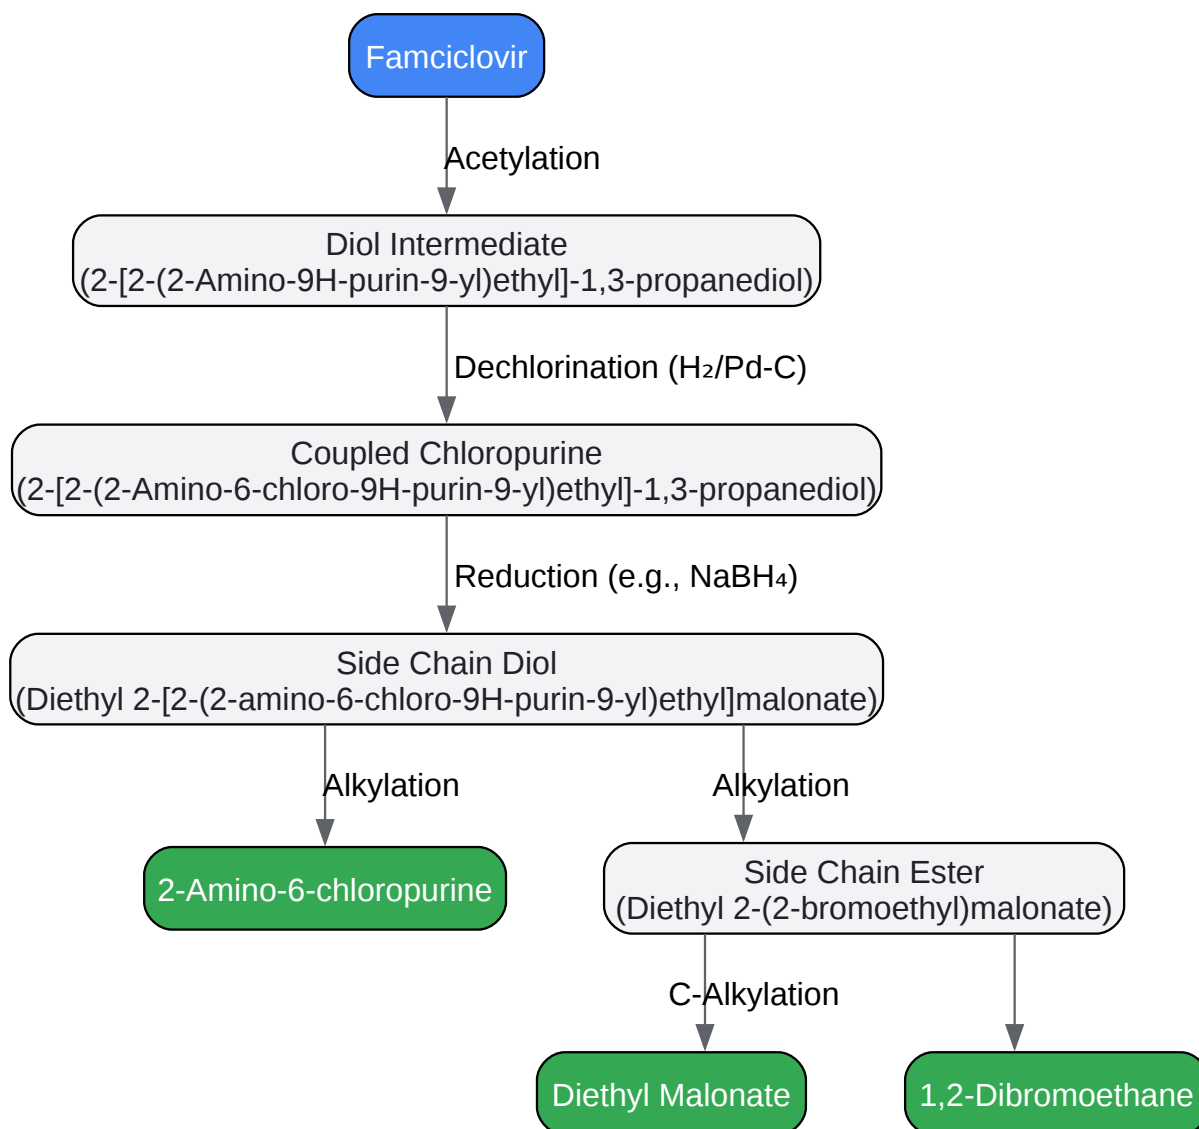 Famciclovir
Acetylation
Diol Intermediate
(2-[2-(2-Amino-9H-purin-9-yl)ethyl]-1,3-propanediol)
Dechlorination (H₂/Pd-C)
Coupled Chloropurine
(2-[2-(2-Amino-6-chloro-9H-purin-9-yl)ethyl]-1,3-propanediol)
Reduction (e.g., NaBH₄)
Side Chain Diol
(Diethyl 2-[2-(2-amino-6-chloro-9H-purin-9-yl)ethyl]malonate)
Alkylation
Alkylation
2-Amino-6-chloropurine
Side Chain Ester
(Diethyl 2-(2-bromoethyl)malonate)
C-Alkylation
Diethyl Malonate
1,2-Dibromoethane